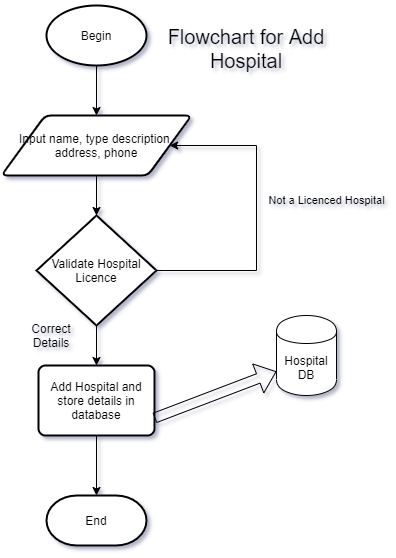 Begin
Flowchart for Add
Hospital
Input name, type description,
address, phone
Not a Licenced Hospital
Validate Hospital
Licence
Correct
Details
Hospital
DB
Add Hospital and
store details in
database
End